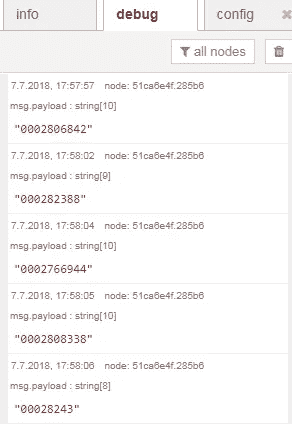 info debug config
all nodes
7.7.2018, 17:57:57 node: 51ca6e4f.285b6
msg.payload : string[10]
"0002806842"
7.7.2018, 17:58:02 node: 51ca6e4f.285b6
msg.payload : string[9]
"000282388"
7.7.2018, 17:58:04 node: 51ca6e4f.285b6
msg.payload : string[10]
"0002766944"
7.7.2018, 17:58:05 node: 51ca6e4f.285b6
msg.payload : string[10]
"0002808338"
7.7.2018, 17:58:06 node: 51ca6e4f.285b6
msg.payload : string[8]
"00028243"